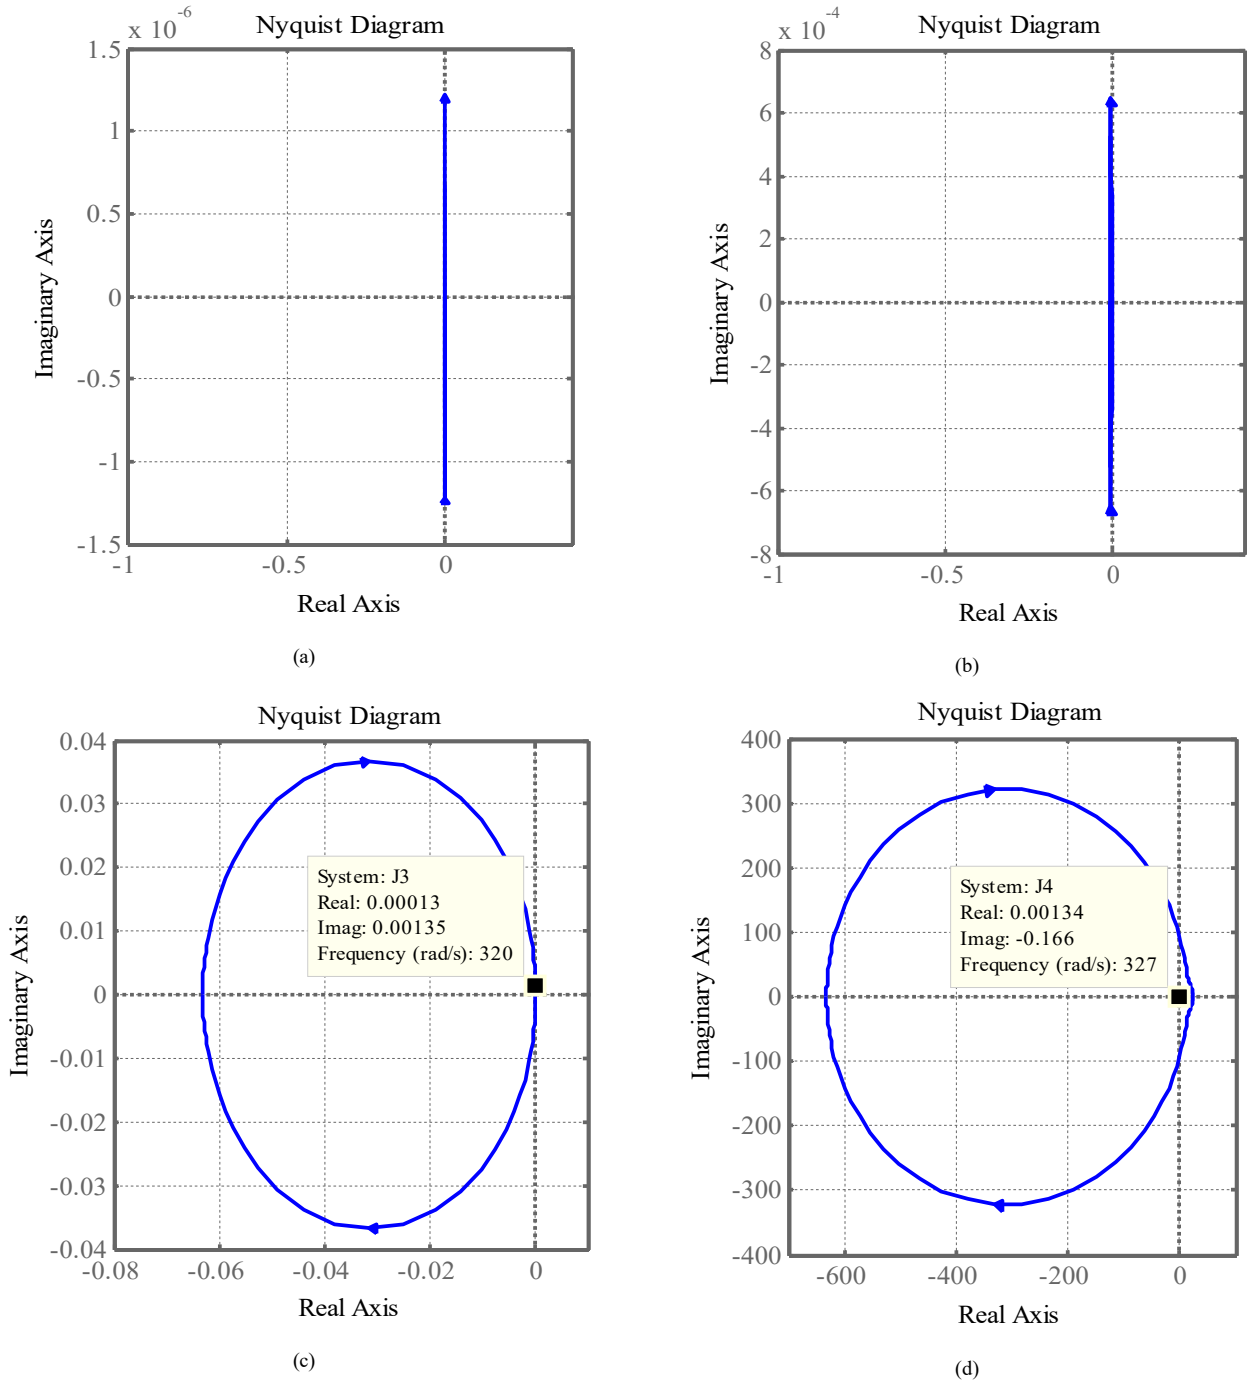 x 10^-6
Nyquist Diagram
1.5
1
0.5
0
-0.5
-1
-1.5
-1
-0.5
0
Imaginary Axis
Real Axis
(a)
x 10^-4
Nyquist Diagram
8
6
4
2
0
-2
-4
-6
-8
-1
-0.5
0
Imaginary Axis
Real Axis
(b)
Nyquist Diagram
0.04
0.03
0.02
0.01
0
-0.01
-0.02
-0.03
-0.04
-0.08
-0.06
-0.04
-0.02
0
System: J3
Real: 0.00013
Imag: 0.00135
Frequency (rad/s): 320
Imaginary Axis
Real Axis
(c)
Nyquist Diagram
400
300
200
100
0
-100
-200
-300
-400
-600
-400
-200
0
System: J4
Real: 0.00134
Imag: -0.166
Frequency (rad/s): 327
Imaginary Axis
Real Axis
(d)